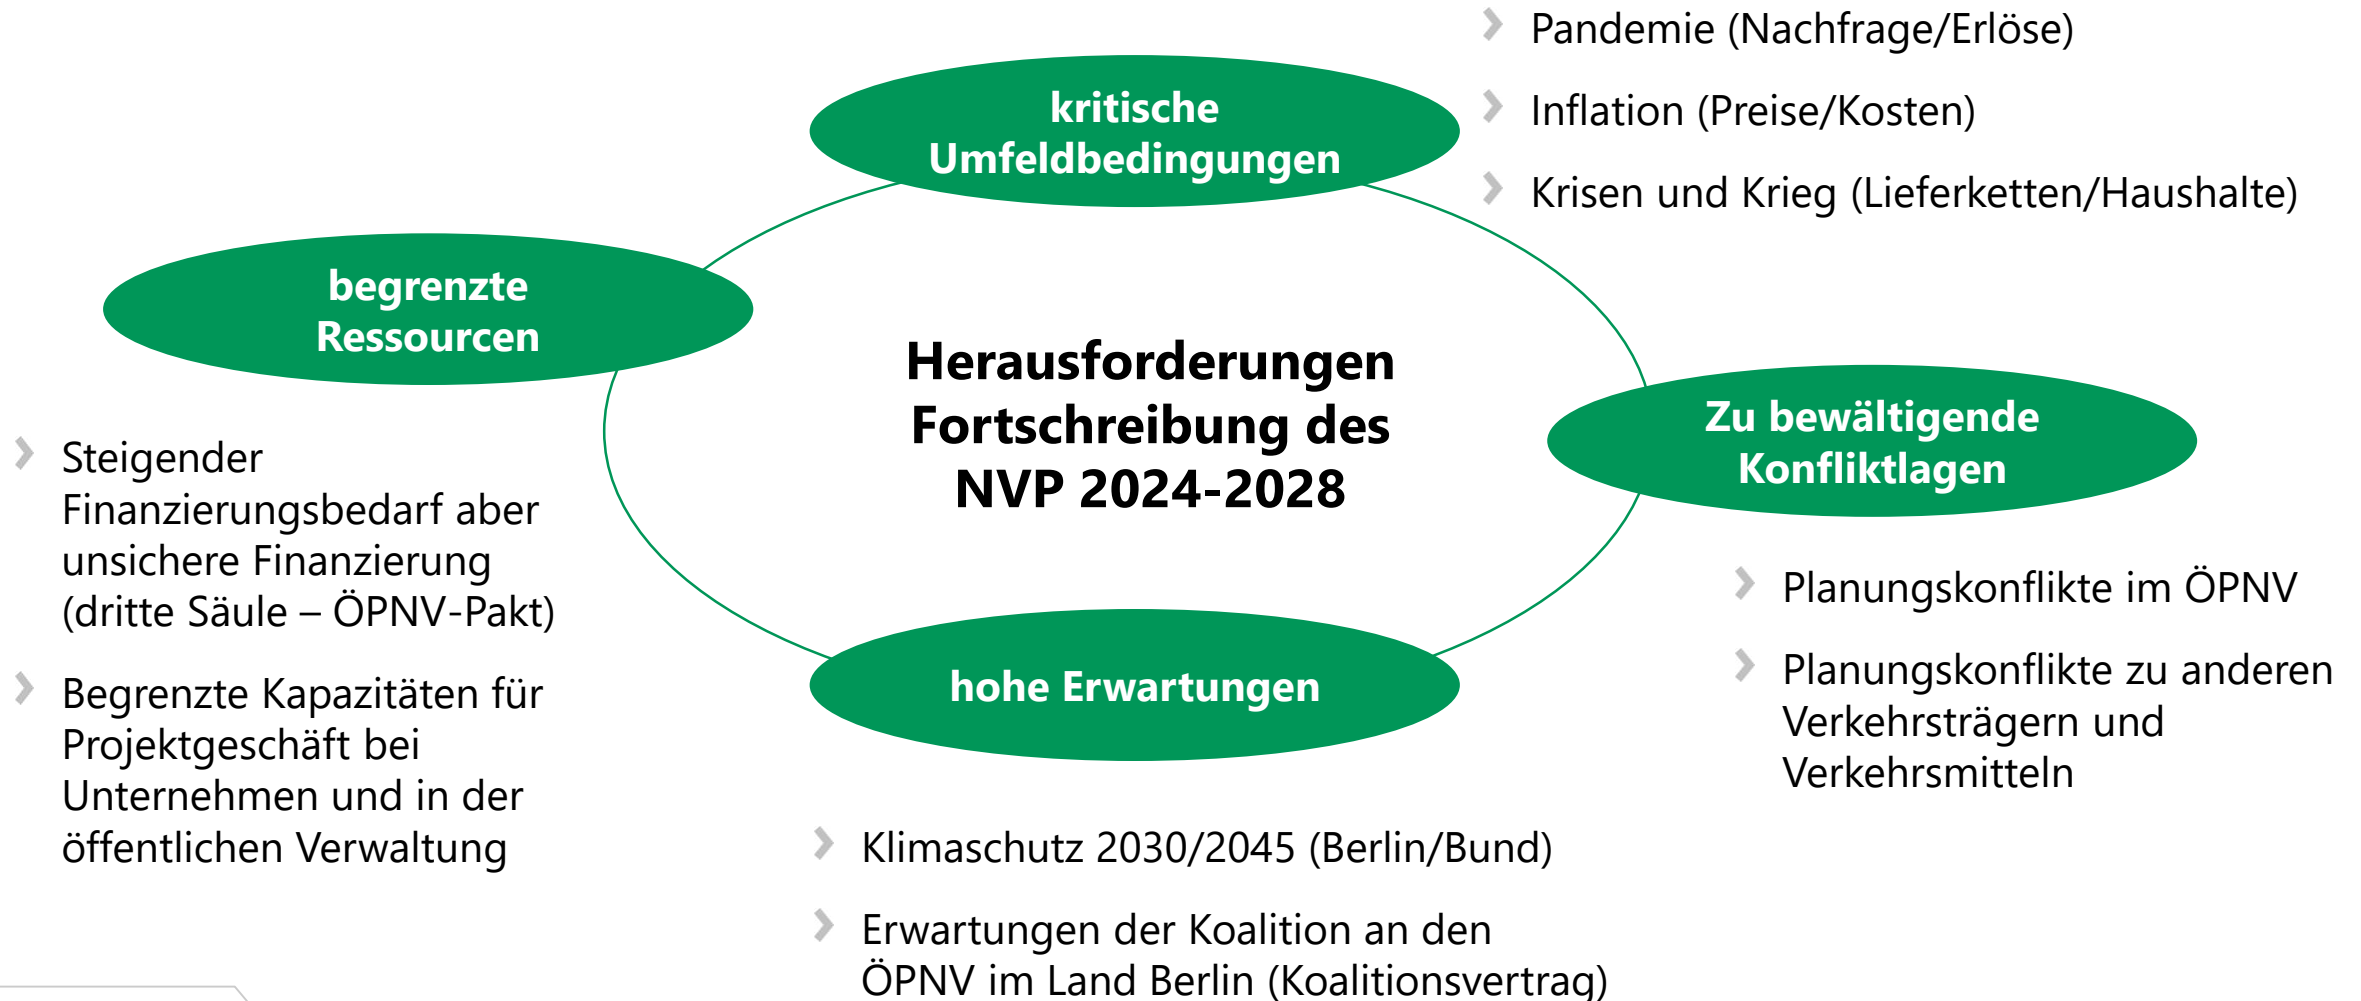 Pandemie (Nachfrage/Erlöse)
Inflation (Preise/Kosten)
Krisen und Krieg (Lieferketten/Haushalte)
kritische
Umfeldbedingungen
begrenzte
Ressourcen
Herausforderungen
Fortschreibung des
NVP 2024-2028
Zu bewältigende
Konfliktlagen
Steigender
Finanzierungsbedarf aber
unsichere Finanzierung
(dritte Säule – ÖPNV-Pakt)
Begrenzte Kapazitäten für
Projektgeschäft bei
Unternehmen und in der
öffentlichen Verwaltung
hohe Erwartungen
Planungskonflikte im ÖPNV
Planungskonflikte zu anderen
Verkehrsträgern und
Verkehrsmitteln
Klimaschutz 2030/2045 (Berlin/Bund)
Erwartungen der Koalition an den
ÖPNV im Land Berlin (Koalitionsvertrag)